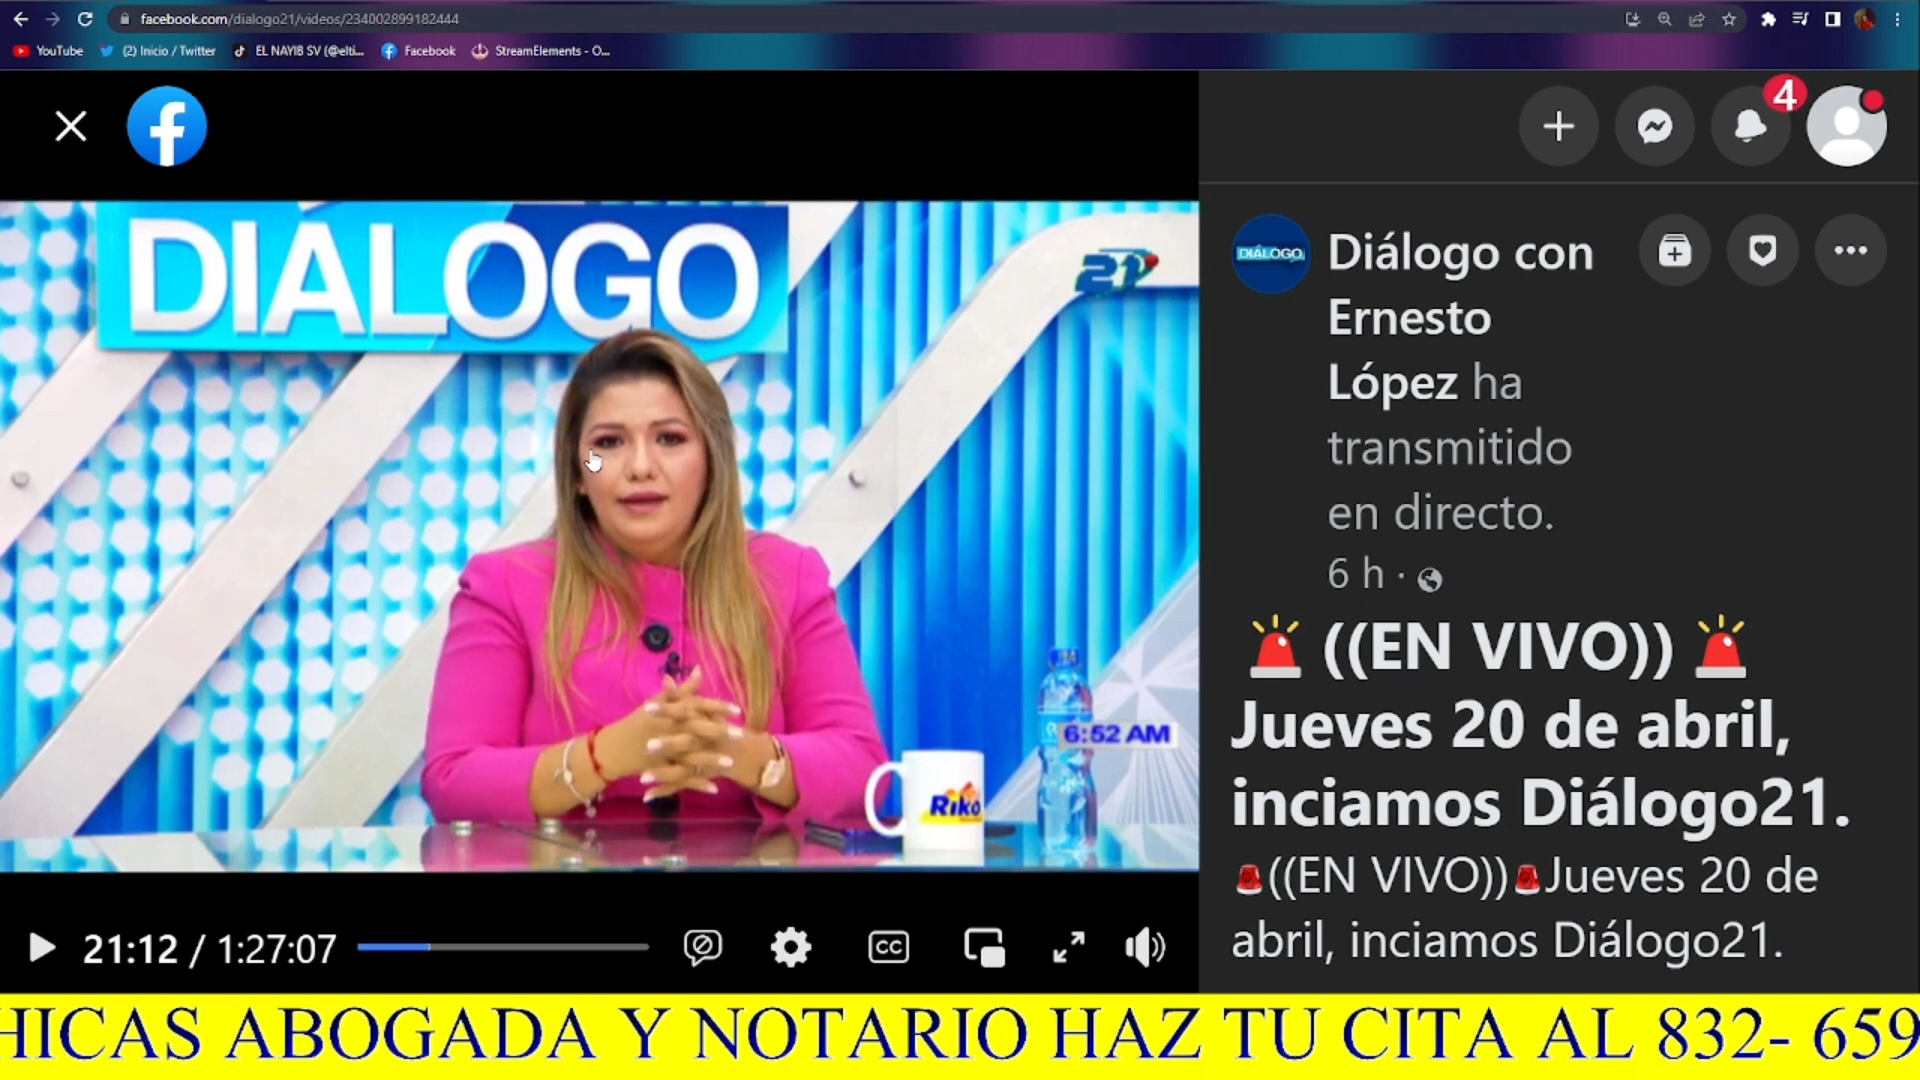 facebook.com/dialogo21/videos/234002899182444
YouTube
(2) Inicio / Twitter
EL NAYIB SV (@elti...
Facebook
StreamElements - O...
4
DIALOGO
21
6:52 AM
Riko
21:12 / 1:27:07
CC
DIÁLOGO
Diálogo con
Ernesto
López ha
transmitido
en directo.
6 h ·
((EN VIVO))
Jueves 20 de abril,
inciamos Diálogo21.
((EN VIVO)) Jueves 20 de
abril, inciamos Diálogo21.
HICAS ABOGADA Y NOTARIO HAZ TU CITA AL 832- 659